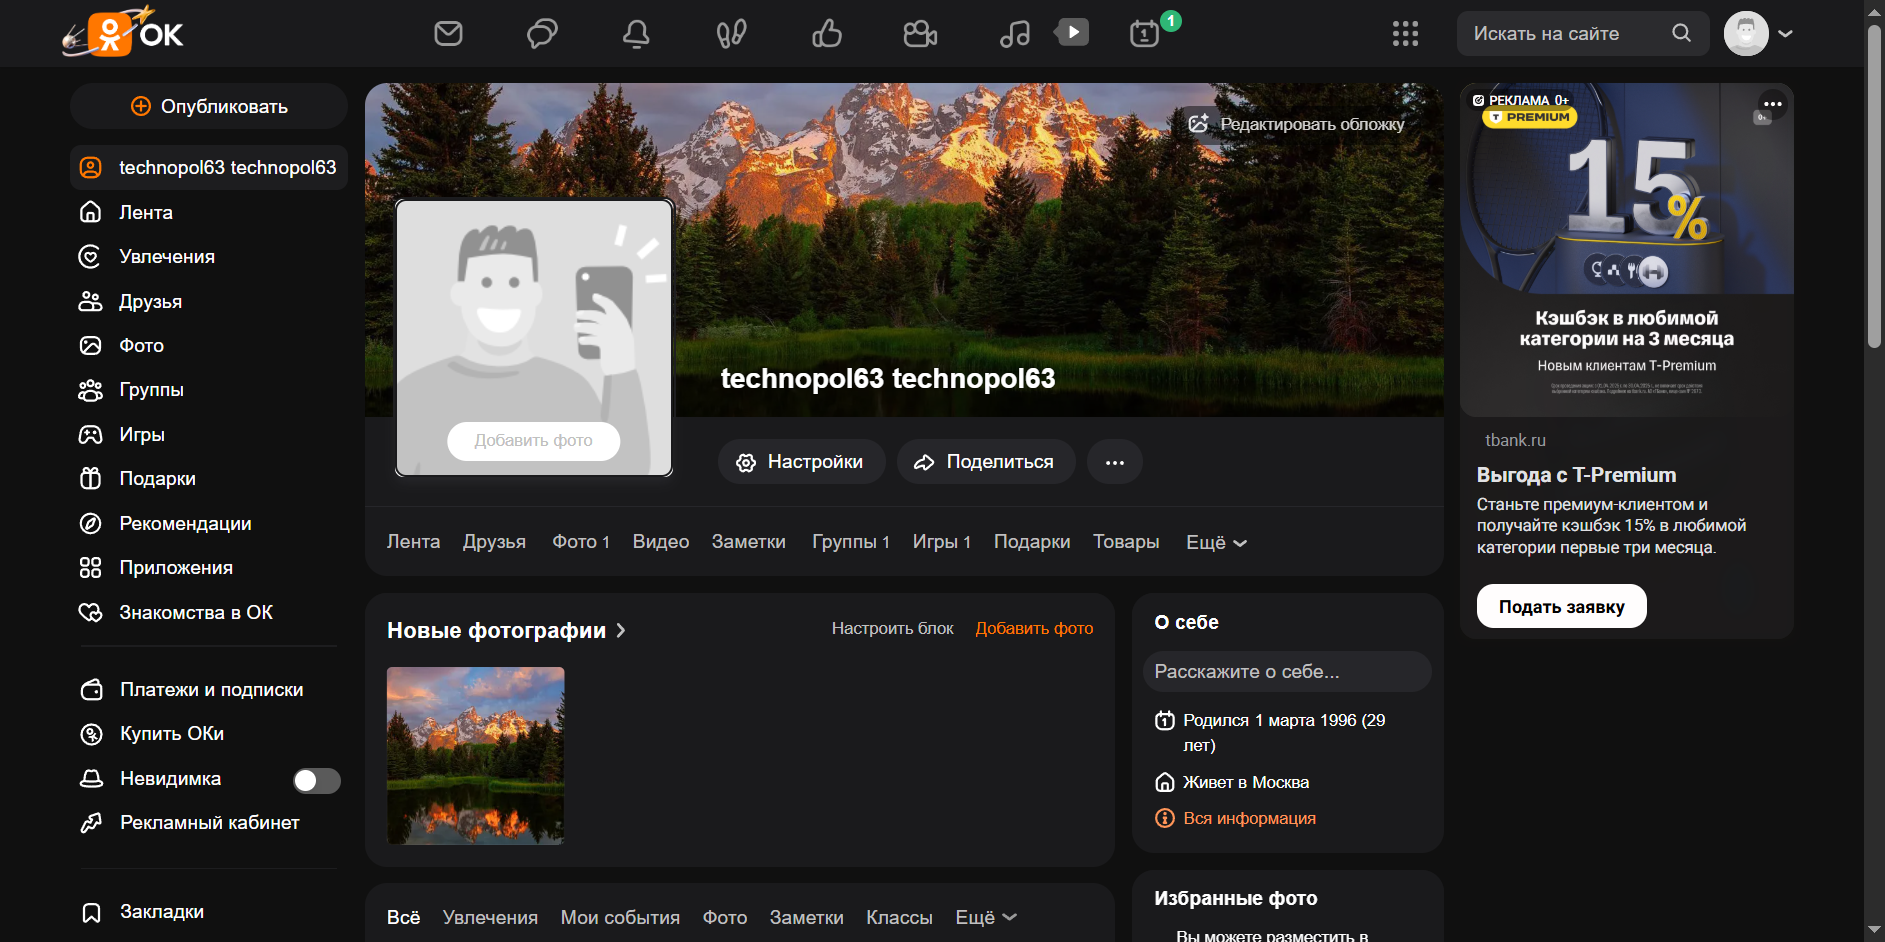 ОК
1
1
Искать на сайте
Опубликовать
technopol63 technopol63
Лента
Увлечения
Друзья
Фото
Группы
Игры
Подарки
Рекомендации
Приложения
Знакомства в ОК
Платежи и подписки
Купить ОКи
Невидимка
Рекламный кабинет
Закладки
Редактировать обложку
Добавить фото
technopol63 technopol63
Настройки
Поделиться
Лента Друзья Фото 1 Видео Заметки Группы 1 Игры 1 Подарки Товары Ещё
Новые фотографии
Настроить блок Добавить фото
Всё Увлечения Мои события Фото Заметки Классы Ещё
О себе
Расскажите о себе...
Родился 1 марта 1996 (29
лет)
Живет в Москва
Вся информация
Избранные фото
Вы можете разместить в
РЕКЛАМА 0+
T PREMIUM
0+
15%
Кэшбэк в любимой
категории на 3 месяца
Новым клиентам T-Premium
tbank.ru
Выгода с T-Premium
Станьте премиум-клиентом и
получайте кэшбэк 15% в любимой
категории первые три месяца.
Подать заявку